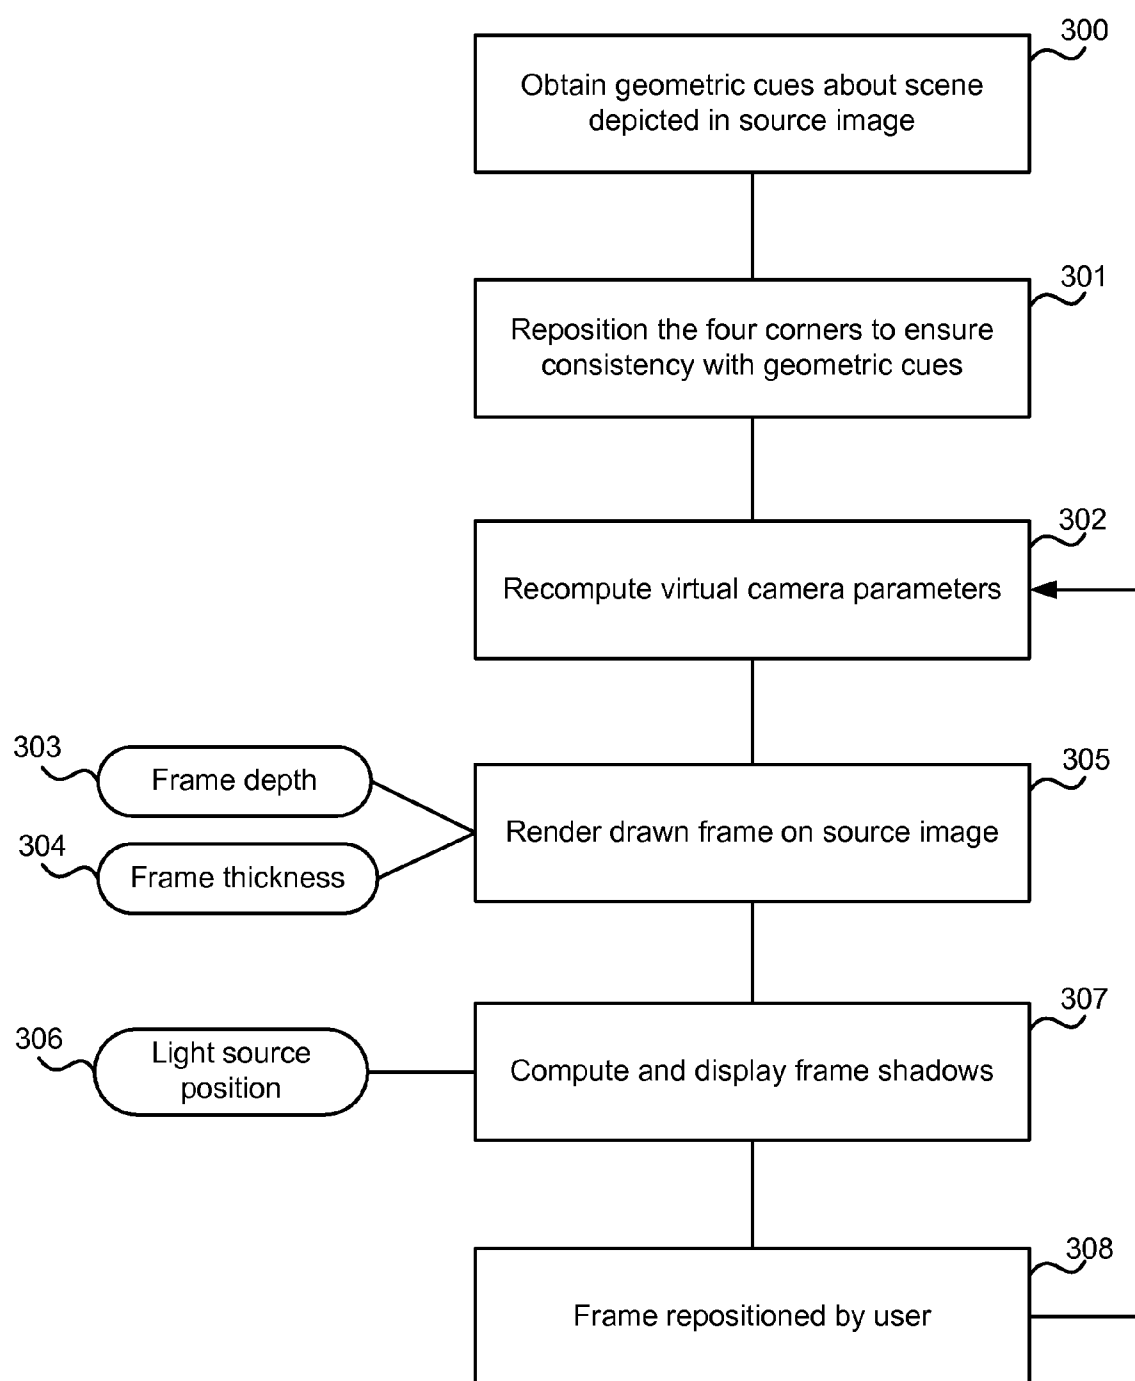 300
Obtain geometric cues about scene
depicted in source image
301
Reposition the four corners to ensure
consistency with geometric cues
302
Recompute virtual camera parameters
303
Frame depth
304
Frame thickness
305
Render drawn frame on source image
306
Light source
position
307
Compute and display frame shadows
308
Frame repositioned by user